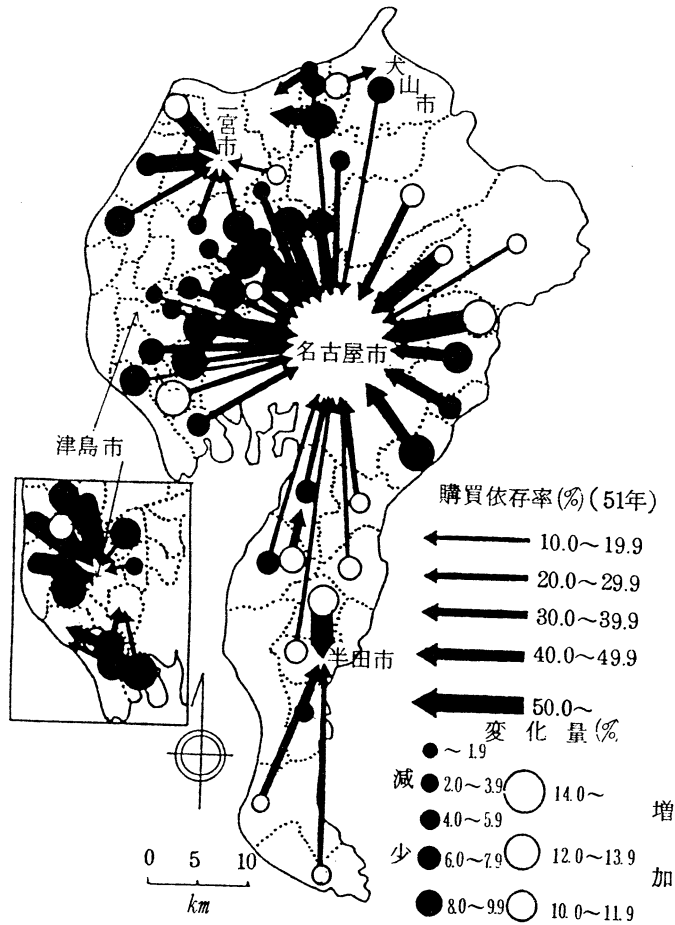 犬山市
一宮市
名古屋市
津島市
半田市
購買依存率(%)(51年)
10.0～19.9
20.0～29.9
30.0～39.9
40.0～49.9
50.0～
変化量(%
減少
～1.9
2.0～3.9
4.0～5.9
6.0～7.9
8.0～9.9
増加
14.0～
12.0～13.9
10.0～11.9
0 5 10
km